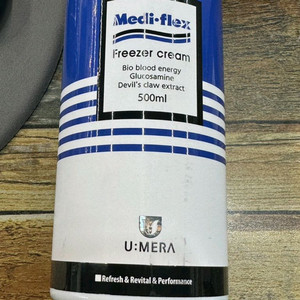 Medi-flex
Freezer cream
Bio blood energy
Glucosamine
Devil's claw extract
500ml
U:MERA
Refresh & Revital & Performance